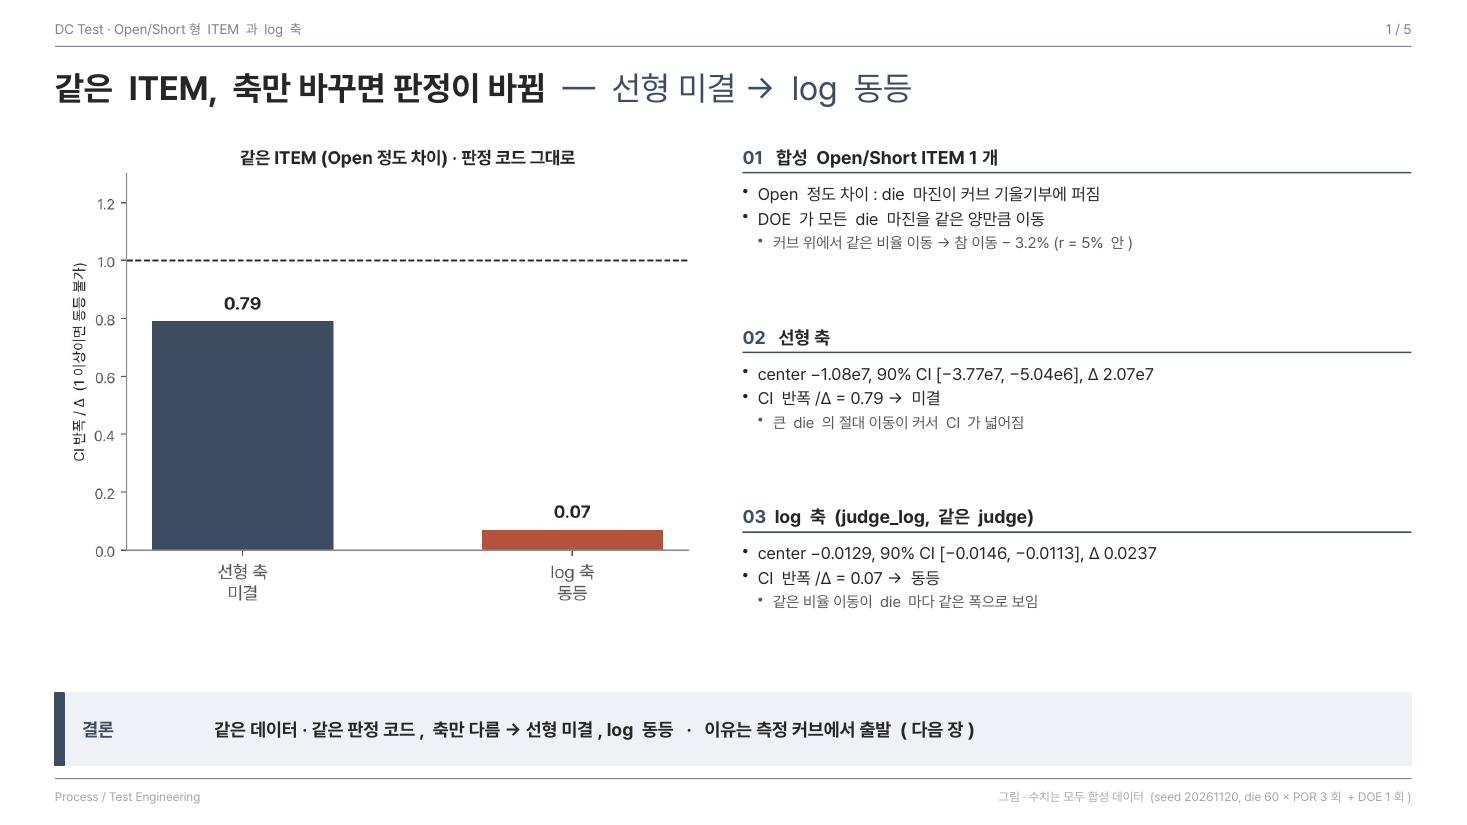 DC Test · Open/Short 형 ITEM 과 log 축
1 / 5
같은 ITEM, 축만 바꾸면 판정이 바뀜 — 선형 미결 → log 동등
같은 ITEM (Open 정도 차이) · 판정 코드 그대로
CI 반폭 / Δ (1 이상이면 동등 불가)
1.2
1.0
0.8
0.6
0.4
0.2
0.0
0.79
0.07
선형 축
미결
log 축
동등
01 합성 Open/Short ITEM 1 개
• Open 정도 차이 : die 마진이 커브 기울기부에 퍼짐
• DOE 가 모든 die 마진을 같은 양만큼 이동
• 커브 위에서 같은 비율 이동 → 참 이동 − 3.2% (r = 5% 안 )
02 선형 축
• center −1.08e7, 90% CI [−3.77e7, −5.04e6], Δ 2.07e7
• CI 반폭 /Δ = 0.79 → 미결
• 큰 die 의 절대 이동이 커서 CI 가 넓어짐
03 log 축 (judge_log, 같은 judge)
• center −0.0129, 90% CI [−0.0146, −0.0113], Δ 0.0237
• CI 반폭 /Δ = 0.07 → 동등
• 같은 비율 이동이 die 마다 같은 폭으로 보임
결론 같은 데이터 · 같은 판정 코드 , 축만 다름 → 선형 미결 , log 동등 · 이유는 측정 커브에서 출발 ( 다음 장 )
Process / Test Engineering
그림 · 수치는 모두 합성 데이터 (seed 20261120, die 60 × POR 3 회 + DOE 1 회 )